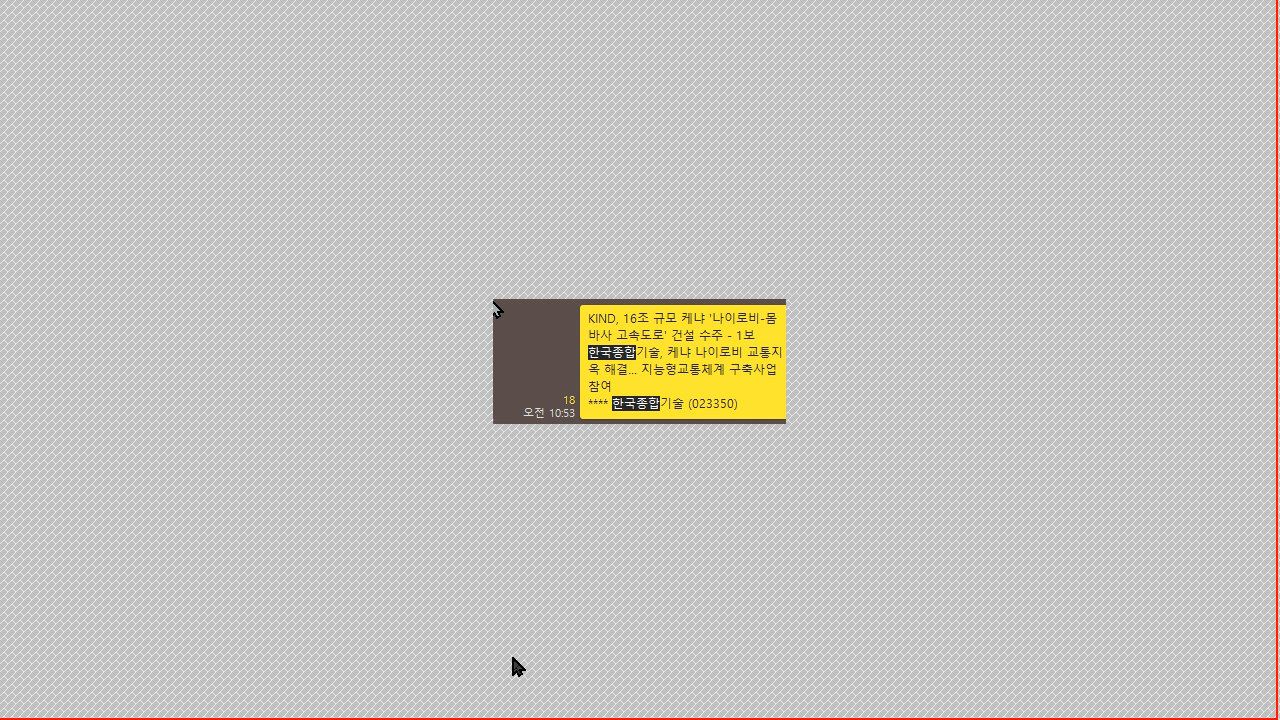 KIND, 16조 규모 케냐 '나이로비-몸
바사 고속도로' 건설 수주 - 1보
한국종합기술, 케냐 나이로비 교통지
옥 해결... 지능형교통체계 구축사업
참여
**** 한국종합기술 (023350)
18
오전 10:53